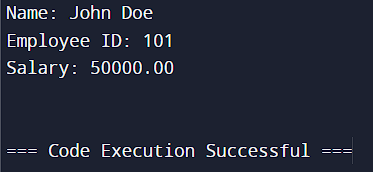 Name: John Doe
Employee ID: 101
Salary: 50000.00
=== Code Execution Successful ===